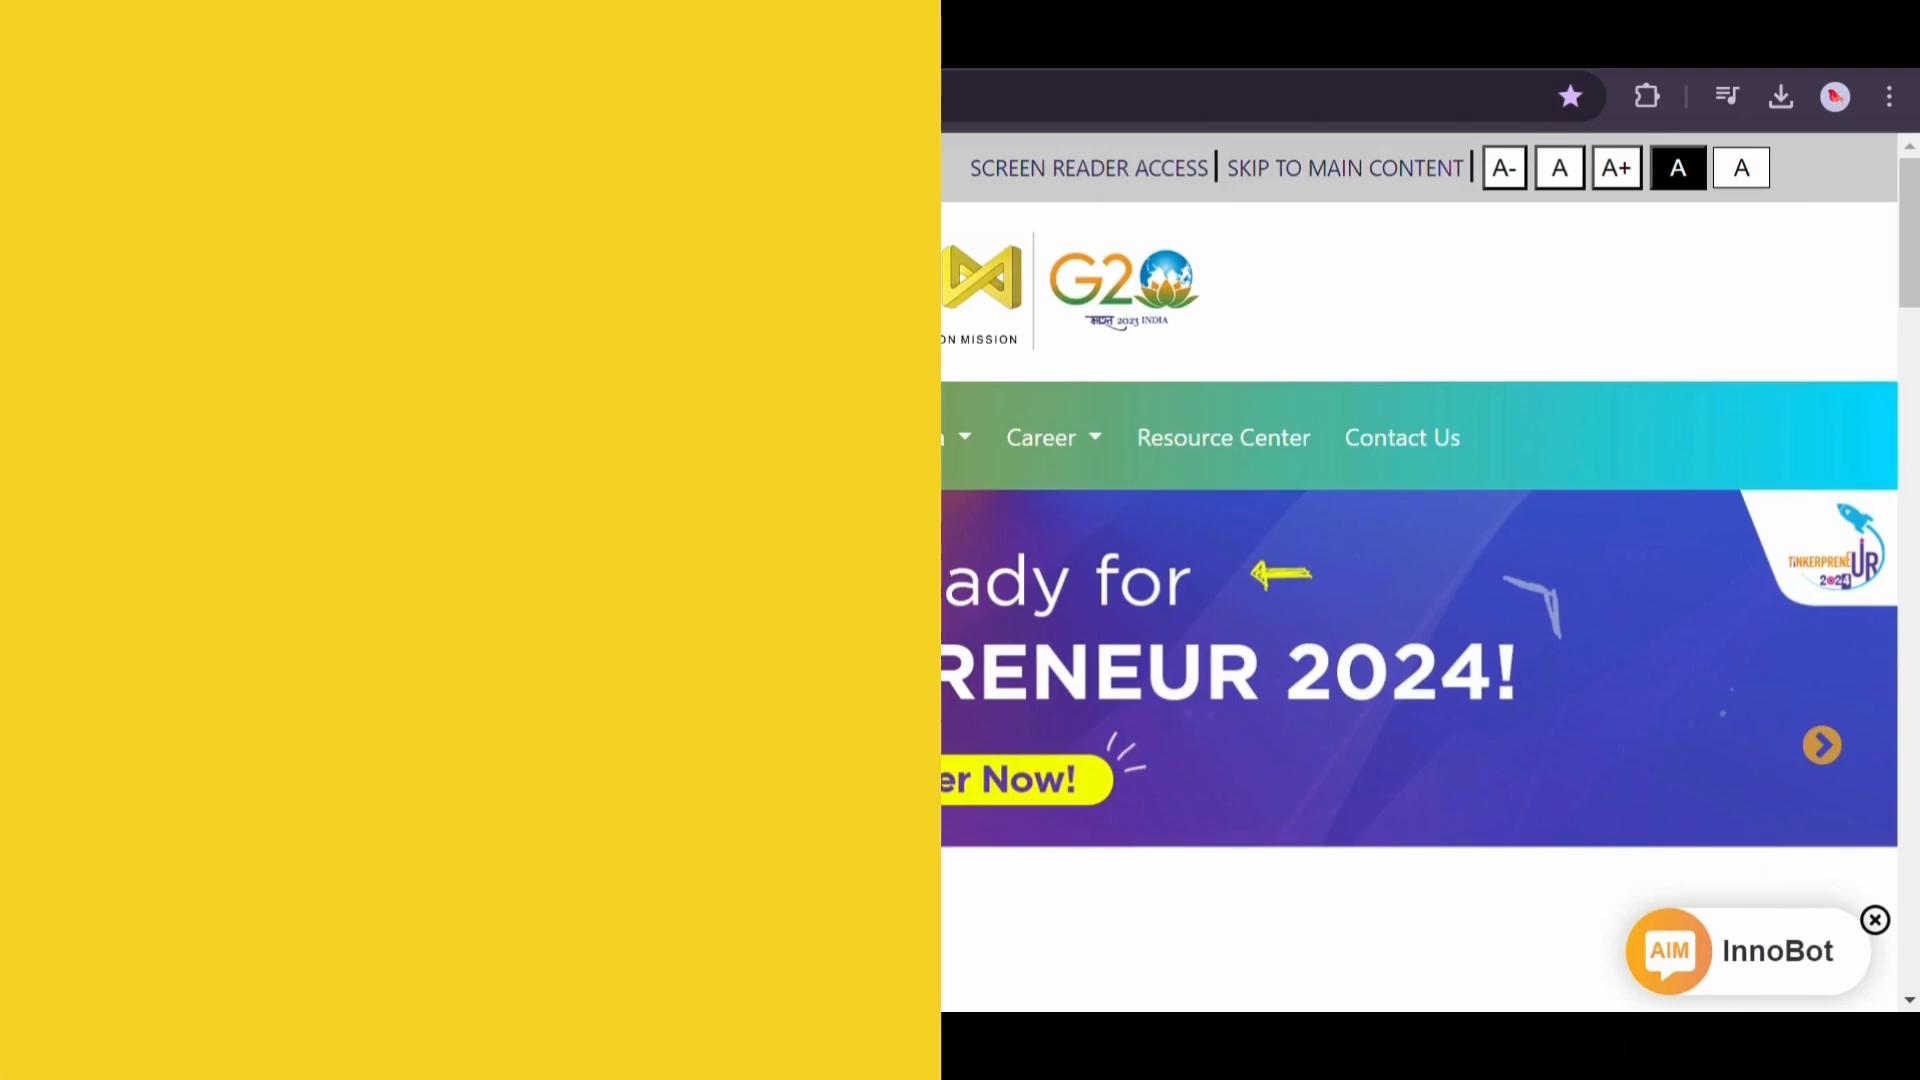 SCREEN READER ACCESS SKIP TO MAIN CONTENT A- A A+ A A
G20
भारत 2023 INDIA
ON MISSION
Career Resource Center Contact Us
ady for
RENEUR 2024!
er Now!
TiNKERPRENEUR
2024
AIM InnoBot